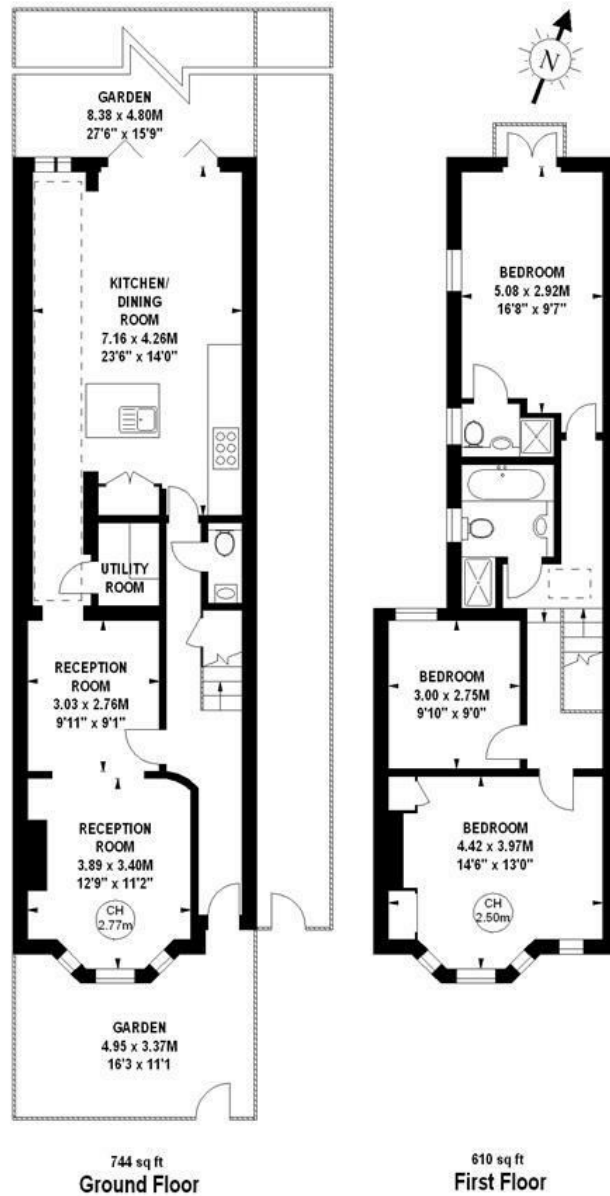 N
GARDEN
8.38 x 4.80M
27'6" x 15'9"
KITCHEN/
DINING
ROOM
7.16 x 4.26M
23'6" x 14'0"
UTILITY
ROOM
RECEPTION
ROOM
3.03 x 2.76M
9'11" x 9'1"
RECEPTION
ROOM
3.89 x 3.40M
12'9" x 11'2"
CH
2.77m
GARDEN
4.95 x 3.37M
16'3 x 11'1
744 sq ft
Ground Floor
BEDROOM
5.08 x 2.92M
16'8" x 9'7"
BEDROOM
3.00 x 2.75M
9'10" x 9'0"
BEDROOM
4.42 x 3.97M
14'6" x 13'0"
CH
2.50m
610 sq ft
First Floor